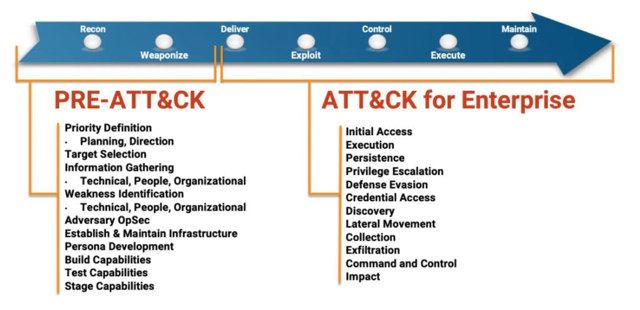 Recon
Weaponize
Deliver
Exploit
Control
Execute
Maintain
PRE-ATT&CK
Priority Definition
· Planning, Direction
Target Selection
Information Gathering
· Technical, People, Organizational
Weakness Identification
· Technical, People, Organizational
Adversary OpSec
Establish & Maintain Infrastructure
Persona Development
Build Capabilities
Test Capabilities
Stage Capabilities
ATT&CK for Enterprise
Initial Access
Execution
Persistence
Privilege Escalation
Defense Evasion
Credential Access
Discovery
Lateral Movement
Collection
Exfiltration
Command and Control
Impact